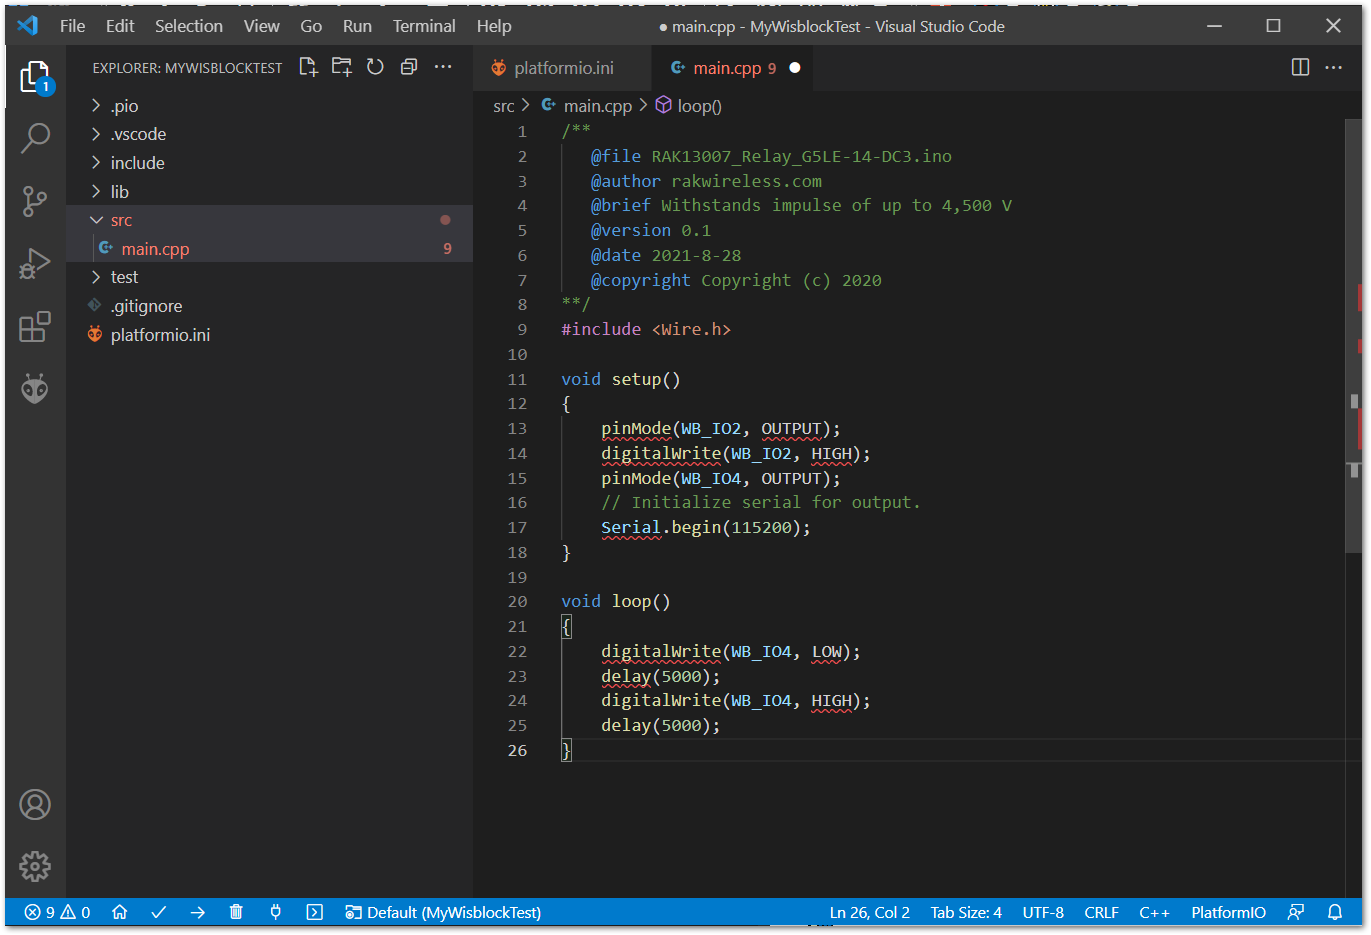 File Edit Selection View Go Run Terminal Help
● main.cpp - MyWisblockTest - Visual Studio Code
1
EXPLORER: MYWISBLOCKTEST
.pio
.vscode
include
lib
src
main.cpp 9
test
.gitignore
platformio.ini
platformio.ini
main.cpp 9
src > main.cpp > loop()
1 /**
2 @file RAK13007_Relay_G5LE-14-DC3.ino
3 @author rakwireless.com
4 @brief Withstands impulse of up to 4,500 V
5 @version 0.1
6 @date 2021-8-28
7 @copyright Copyright (c) 2020
8 **/
9 #include <Wire.h>
10
11 void setup()
12 {
13 pinMode(WB_IO2, OUTPUT);
14 digitalWrite(WB_IO2, HIGH);
15 pinMode(WB_IO4, OUTPUT);
16 // Initialize serial for output.
17 Serial.begin(115200);
18 }
19
20 void loop()
21 {
22 digitalWrite(WB_IO4, LOW);
23 delay(5000);
24 digitalWrite(WB_IO4, HIGH);
25 delay(5000);
26 }
9 0 Default (MyWisblockTest) Ln 26, Col 2 Tab Size: 4 UTF-8 CRLF C++ PlatformIO